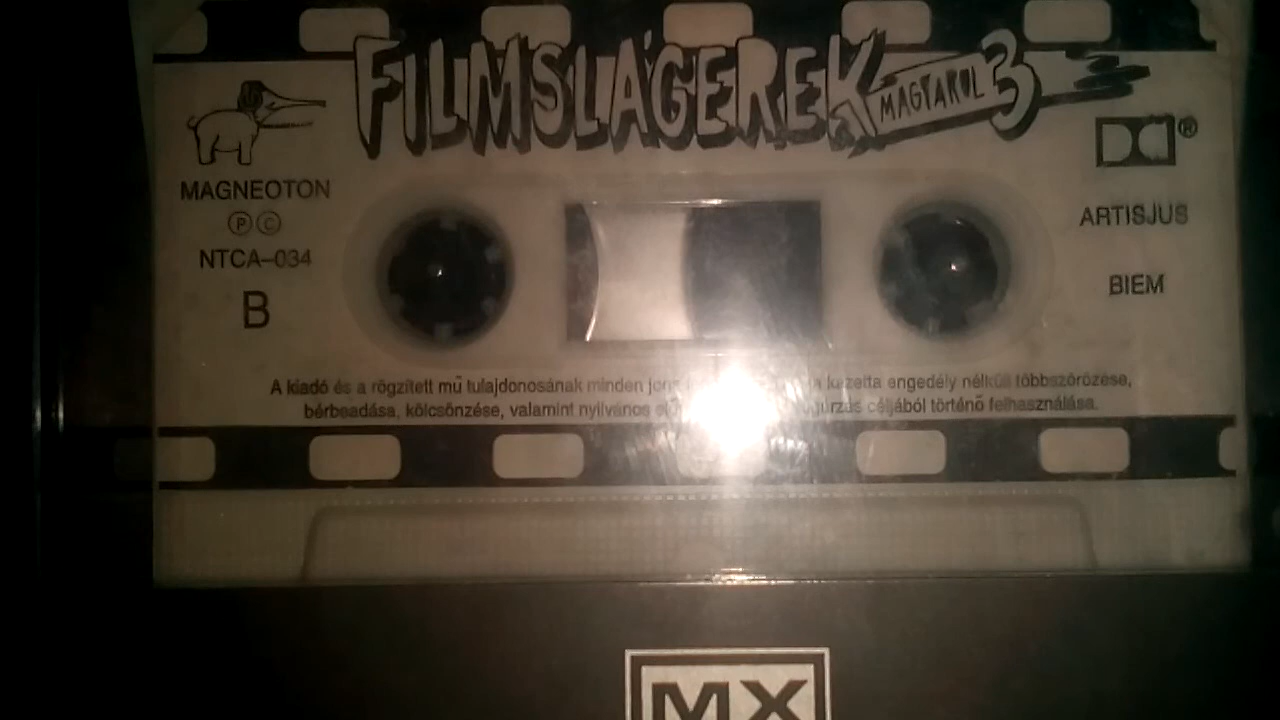 FILMSLÁGEREK MAGYARUL 3
MAGNEOTON
Ⓟ Ⓒ
NTCA-034
B
®
ARTISJUS
BIEM
A kiadó és a rögzített mű tulajdonosának minden kazetta engedély nélküli többszörözése,
bérbeadása, kölcsönzése, valamint nyilvános céljából történő felhasználása.
MX